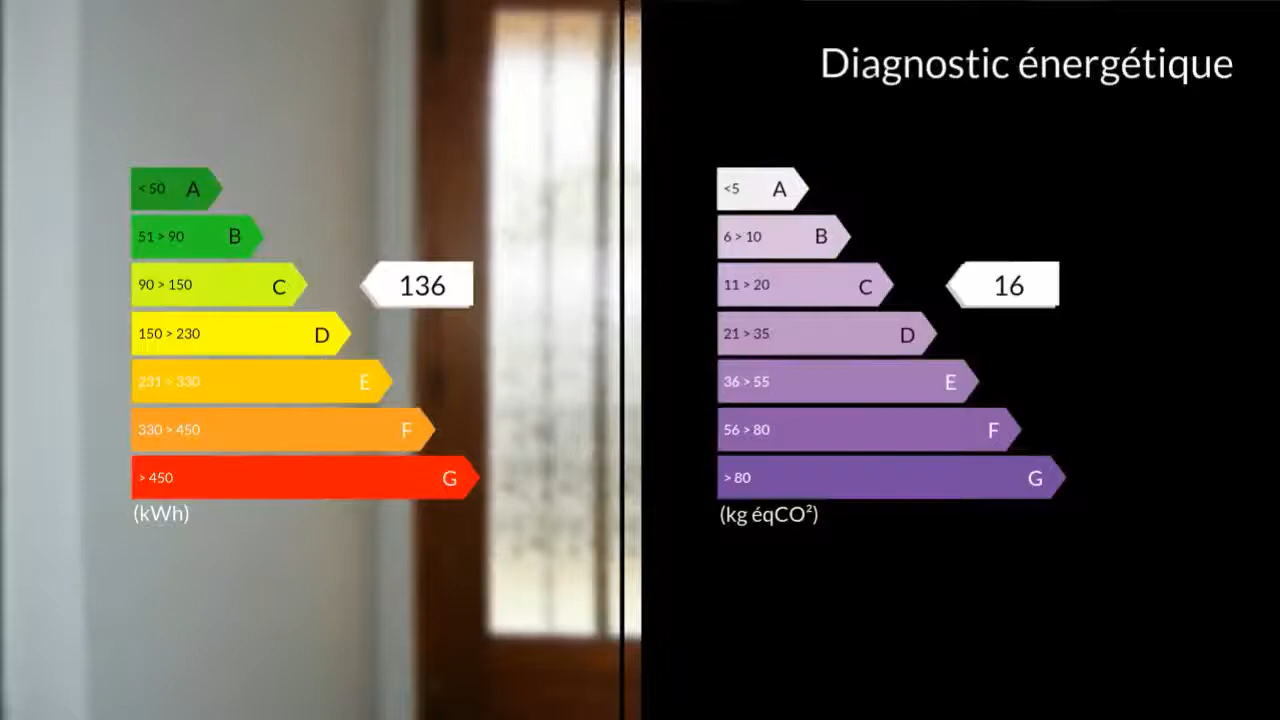 Diagnostic énergétique
< 50 A
51 > 90 B
90 > 150 C
136
150 > 230 D
231 > 330 E
330 > 450 F
> 450 G
(kWh)
<5 A
6 > 10 B
11 > 20 C
16
21 > 35 D
36 > 55 E
56 > 80 F
> 80 G
(kg éqCO²)